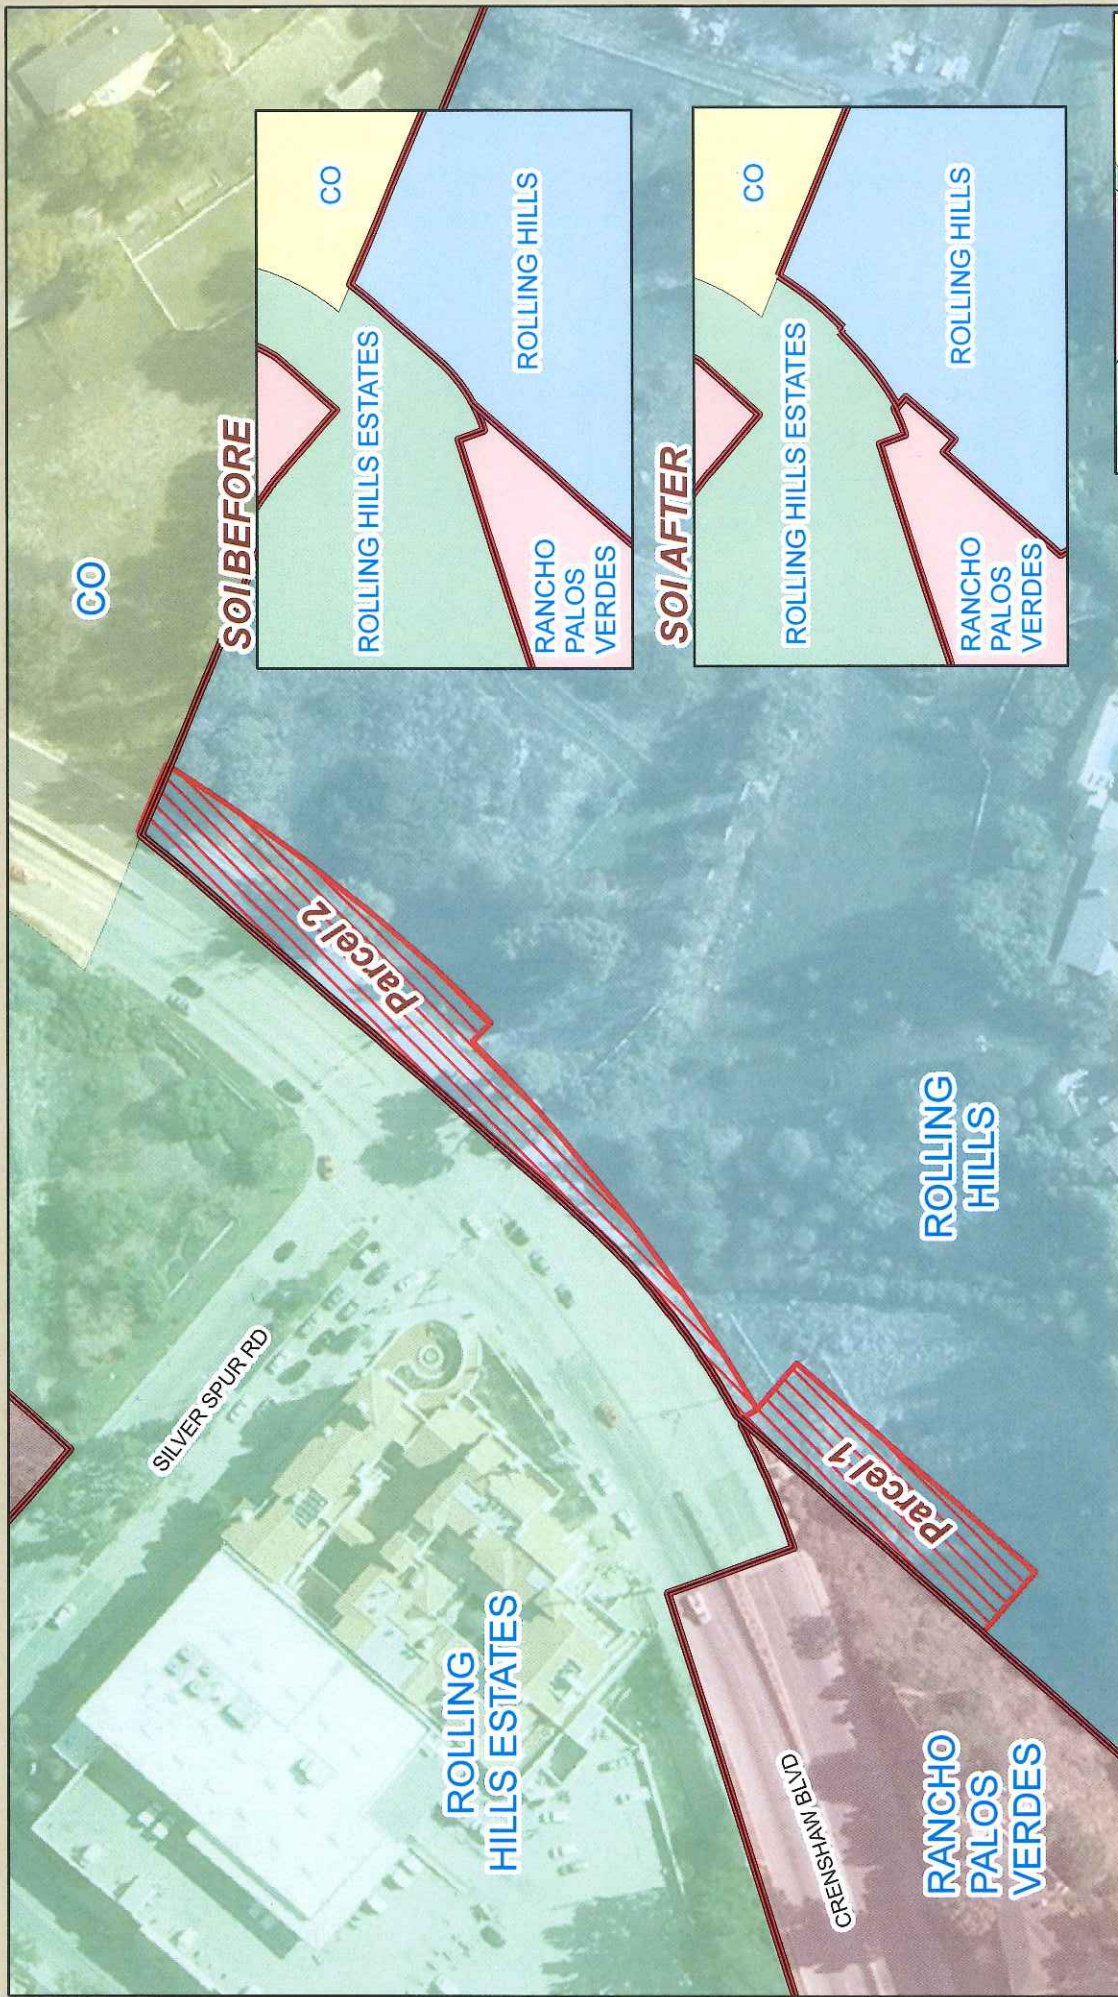 CO
SOI BEFORE
CO
ROLLING HILLS ESTATES
ROLLING HILLS
RANCHO
PALOS
VERDES
SOI AFTER
CO
ROLLING HILLS ESTATES
ROLLING HILLS
RANCHO
PALOS
VERDES
Parcel 2
SILVER SPUR RD
Parcel 1
ROLLING
HILLS
ROLLING
HILLS ESTATES
CRENSHAW BLVD
RANCHO
PALOS
VERDES